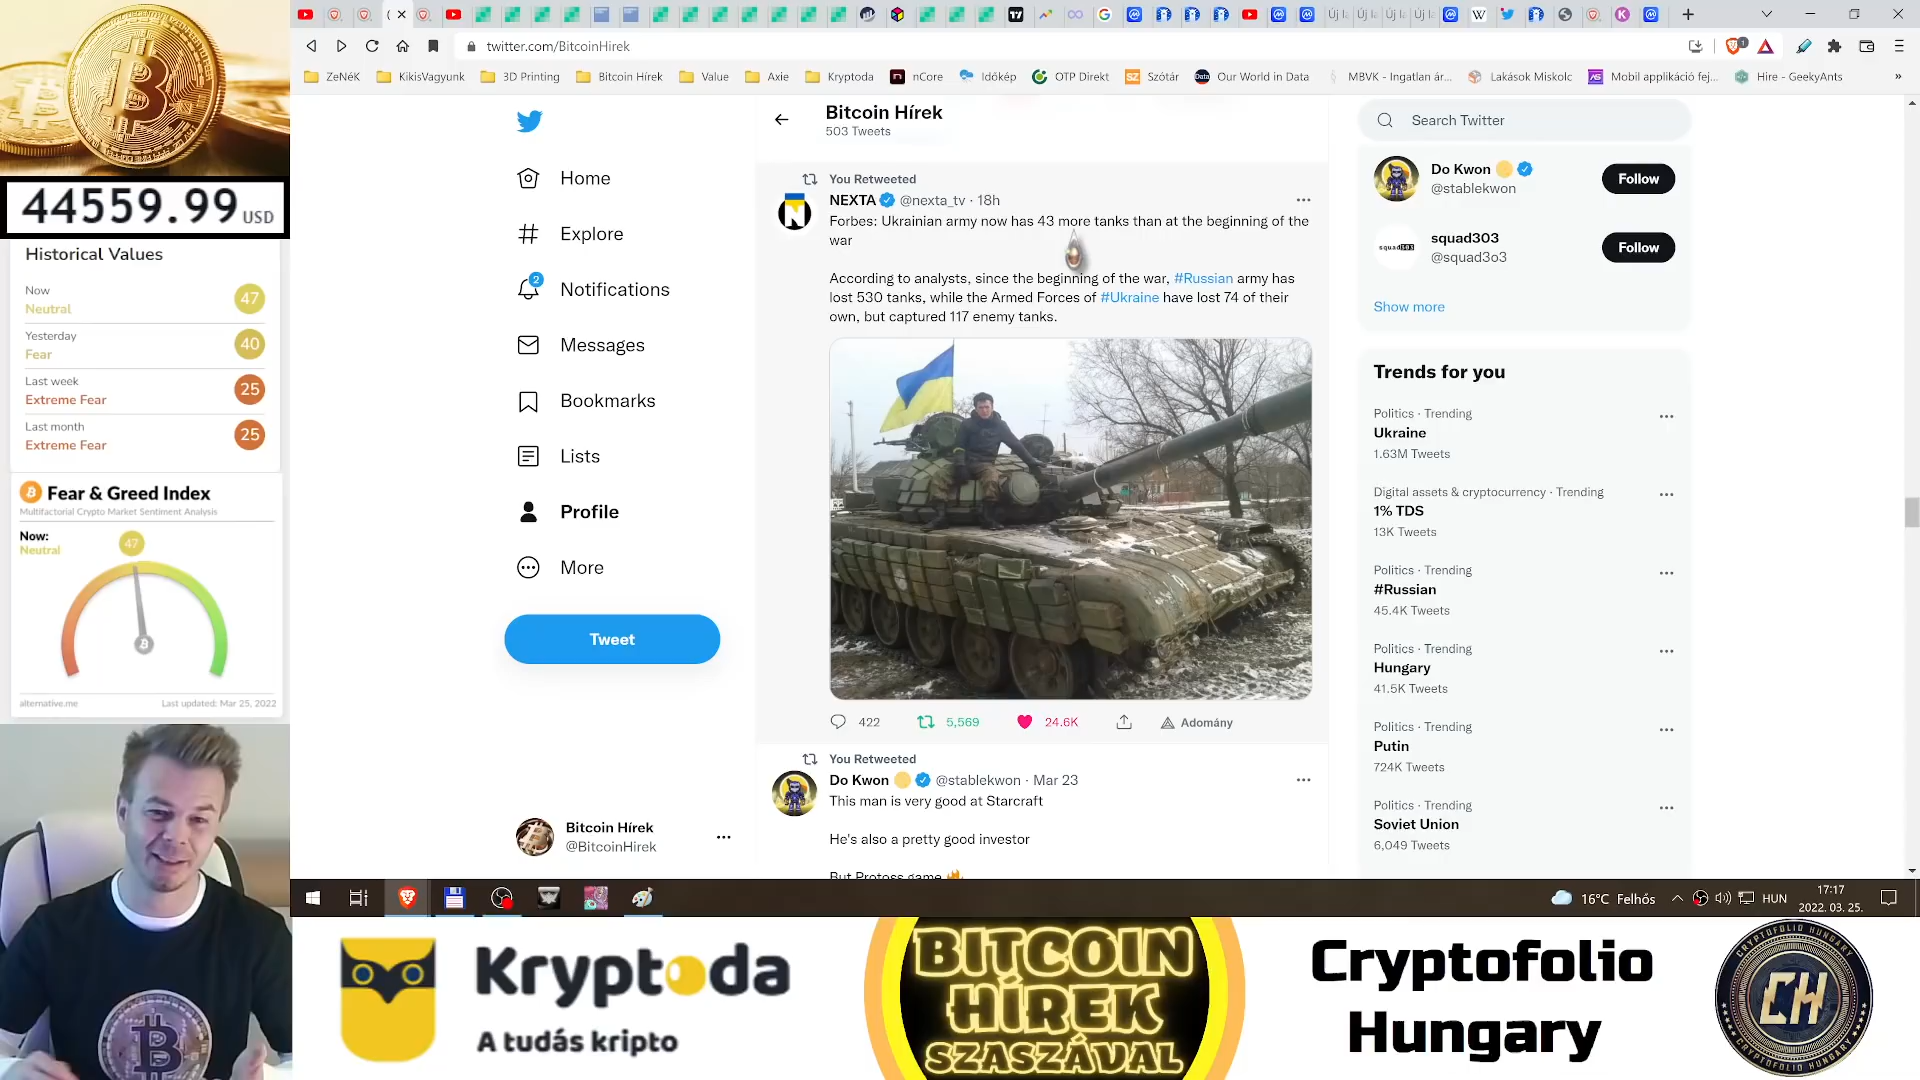 44559.99 USD
Historical Values
Now
Neutral
47
Yesterday
Fear
40
Last week
Extreme Fear
25
Last month
Extreme Fear
25
Fear & Greed Index
Multifactorial Crypto Market Sentiment Analysis
Now:
Neutral
47
alternative.me
Last updated: Mar 25, 2022
twitter.com/BitcoinHirek
ZeNéK
KikisVagyunk
3D Printing
Bitcoin Hírek
Value
Axie
Kryptoda
nCore
Időkép
OTP Direkt
Szótár
Our World in Data
MBVK - Ingatlan ár...
Lakások Miskolc
Mobil applikáció fej...
Hire - GeekyAnts
Home
Explore
2
Notifications
Messages
Bookmarks
Lists
Profile
More
Tweet
Bitcoin Hírek
@BitcoinHirek
Bitcoin Hírek
503 Tweets
You Retweeted
NEXTA @nexta_tv · 18h
Forbes: Ukrainian army now has 43 more tanks than at the beginning of the
war
According to analysts, since the beginning of the war, #Russian army has
lost 530 tanks, while the Armed Forces of #Ukraine have lost 74 of their
own, but captured 117 enemy tanks.
422
5,569
24.6K
Adomány
You Retweeted
Do Kwon @stablekwon · Mar 23
This man is very good at Starcraft
He's also a pretty good investor
But Protoss game
Search Twitter
Do Kwon
@stablekwon
Follow
squad303
squad303
@squad3o3
Follow
Show more
Trends for you
Politics · Trending
Ukraine
1.63M Tweets
Digital assets & cryptocurrency · Trending
1% TDS
13K Tweets
Politics · Trending
#Russian
45.4K Tweets
Politics · Trending
Hungary
41.5K Tweets
Politics · Trending
Putin
724K Tweets
Politics · Trending
Soviet Union
6,049 Tweets
16°C Felhős
HUN
17:17
2022. 03. 25.
Kryptoda
A tudás kripto
BITCOIN
HÍREK
SZASZÁVAL
Cryptofolio
Hungary
CRYPTOFOLIO HUNGARY
CH
CRYPTOFOLIO HUNGARY